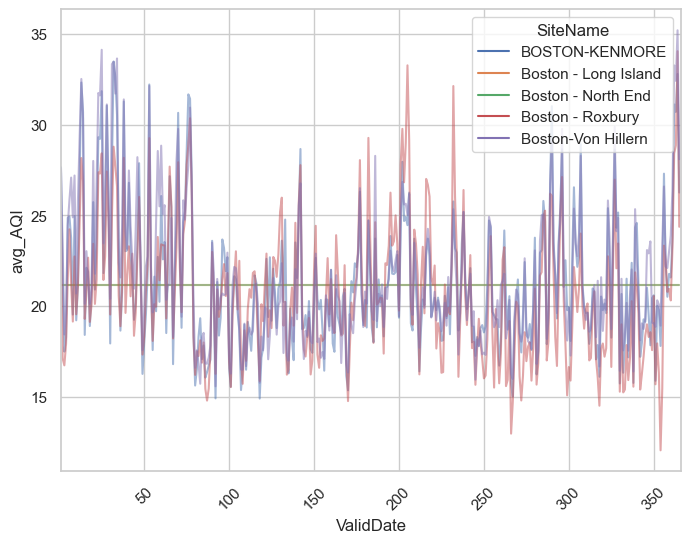 SiteName
BOSTON-KENMORE
Boston - Long Island
Boston - North End
Boston - Roxbury
Boston-Von Hillern
avg_AQI
35
30
25
20
15
50
100
150
200
250
300
350
ValidDate